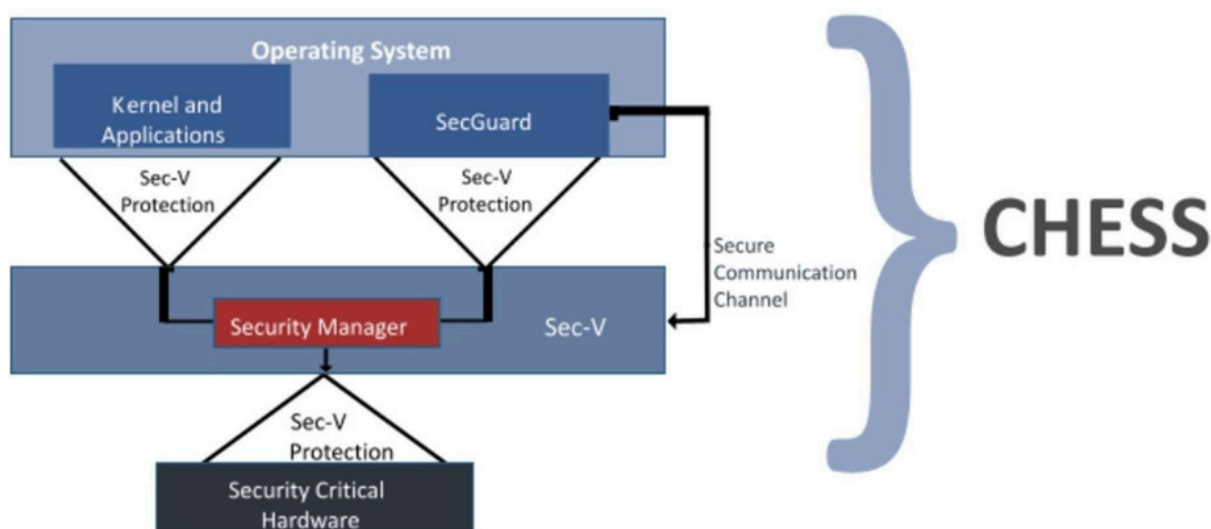 Operating System
Kernel and
Applications
SecGuard
Sec-V
Protection
Sec-V
Protection
Secure
Communication
Channel
CHESS
Security Manager
Sec-V
Sec-V
Protection
Security Critical
Hardware